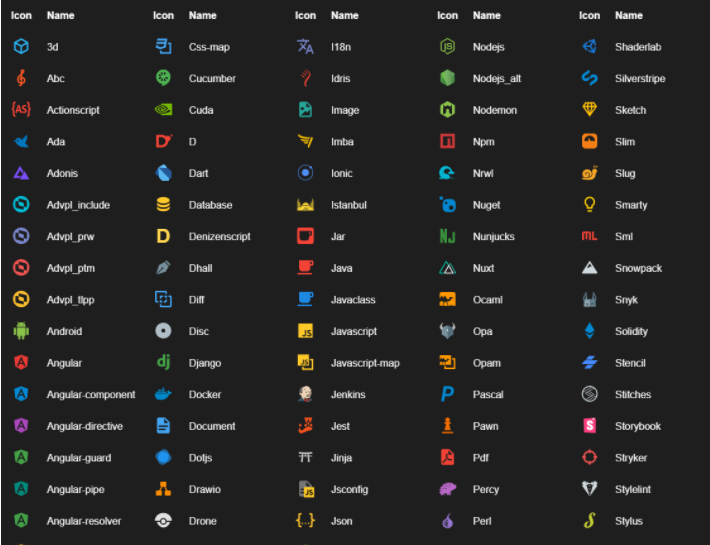 Icon Name Icon Name Icon Name Icon Name Icon Name
3d Css-map I18n Nodejs Shaderlab
Abc Cucumber Idris Nodejs_alt Silverstripe
{AS} Actionscript Cuda Image Nodemon Sketch
Ada D D Imba Npm Slim
Adonis Dart Ionic Nrwl Slug
Advpl_include Database Istanbul Nuget Smarty
Advpl_prw D Denizenscript Jar NJ Nunjucks ML Sml
Advpl_ptm Dhall Java Nuxt Snowpack
Advpl_tlpp Diff Javaclass Ocaml Snyk
Android Disc JS Javascript Opa Solidity
A Angular dj Django JS Javascript-map Opam Stencil
A Angular-component Docker Jenkins P Pascal Stitches
A Angular-directive Document Jest Pawn S Storybook
A Angular-guard Dotjs Jinja Pdf Stryker
A Angular-pipe Drawio JS Jsconfig Percy Stylelint
A Angular-resolver Drone {...} Json Perl S Stylus